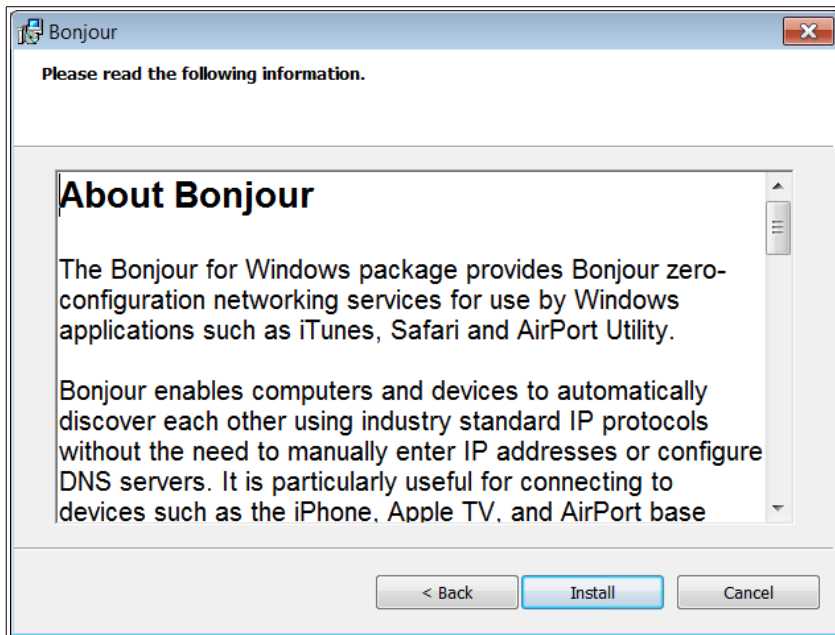 Bonjour
Please read the following information.
About Bonjour
The Bonjour for Windows package provides Bonjour zero-
configuration networking services for use by Windows
applications such as iTunes, Safari and AirPort Utility.
Bonjour enables computers and devices to automatically
discover each other using industry standard IP protocols
without the need to manually enter IP addresses or configure
DNS servers. It is particularly useful for connecting to
devices such as the iPhone, Apple TV, and AirPort base
< Back
Install
Cancel